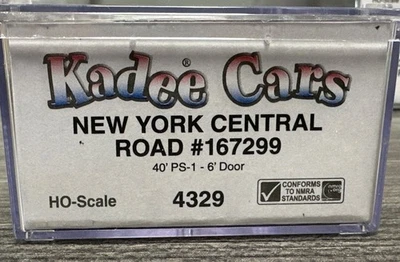 Kadee® Cars
NEW YORK CENTRAL
ROAD #167299
40' PS-1 - 6' Door
HO-Scale
4329
CONFORMS
TO NMRA
STANDARDS